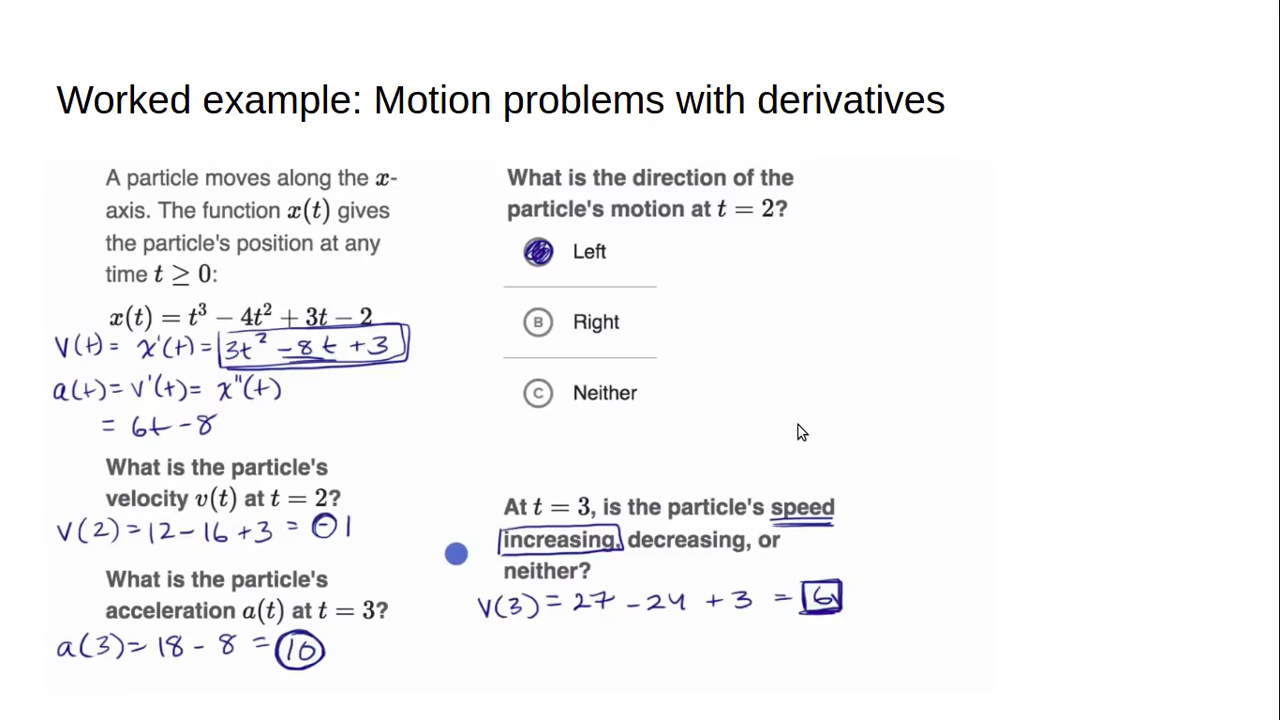 Worked example: Motion problems with derivatives
A particle moves along the x-
axis. The function x(t) gives
the particle's position at any
time t ≥ 0:
x(t) = t³ − 4t² + 3t − 2
v(t) = x'(t) = 3t² − 8t + 3
a(t) = v'(t) = x''(t)
= 6t − 8
What is the particle's
velocity v(t) at t = 2?
v(2) = 12 − 16 + 3 = −1
What is the particle's
acceleration a(t) at t = 3?
a(3) = 18 − 8 = 10
What is the direction of the
particle's motion at t = 2?
Left
B Right
C Neither
At t = 3, is the particle's speed
increasing, decreasing, or
neither?
v(3) = 27 − 24 + 3 = 6